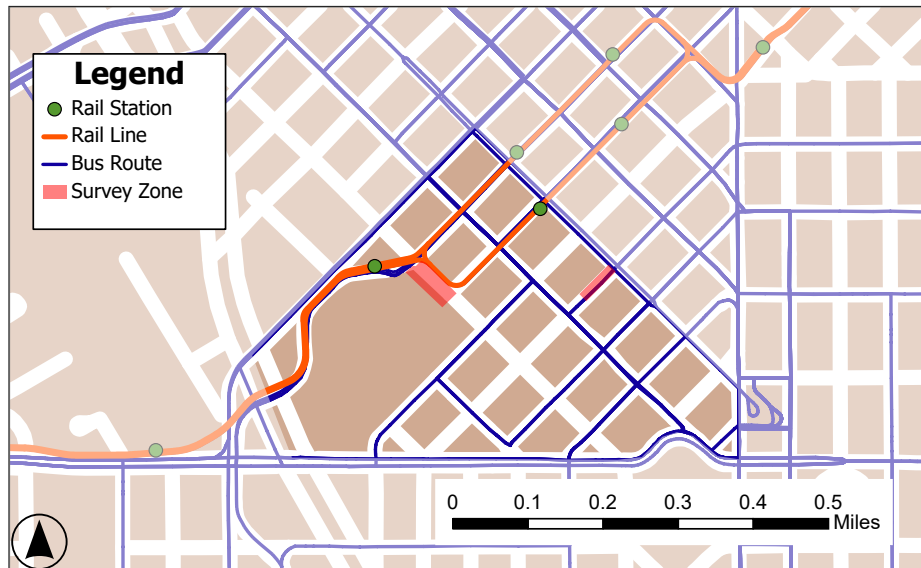 Legend
Rail Station
Rail Line
Bus Route
Survey Zone
0 0.1 0.2 0.3 0.4 0.5
Miles